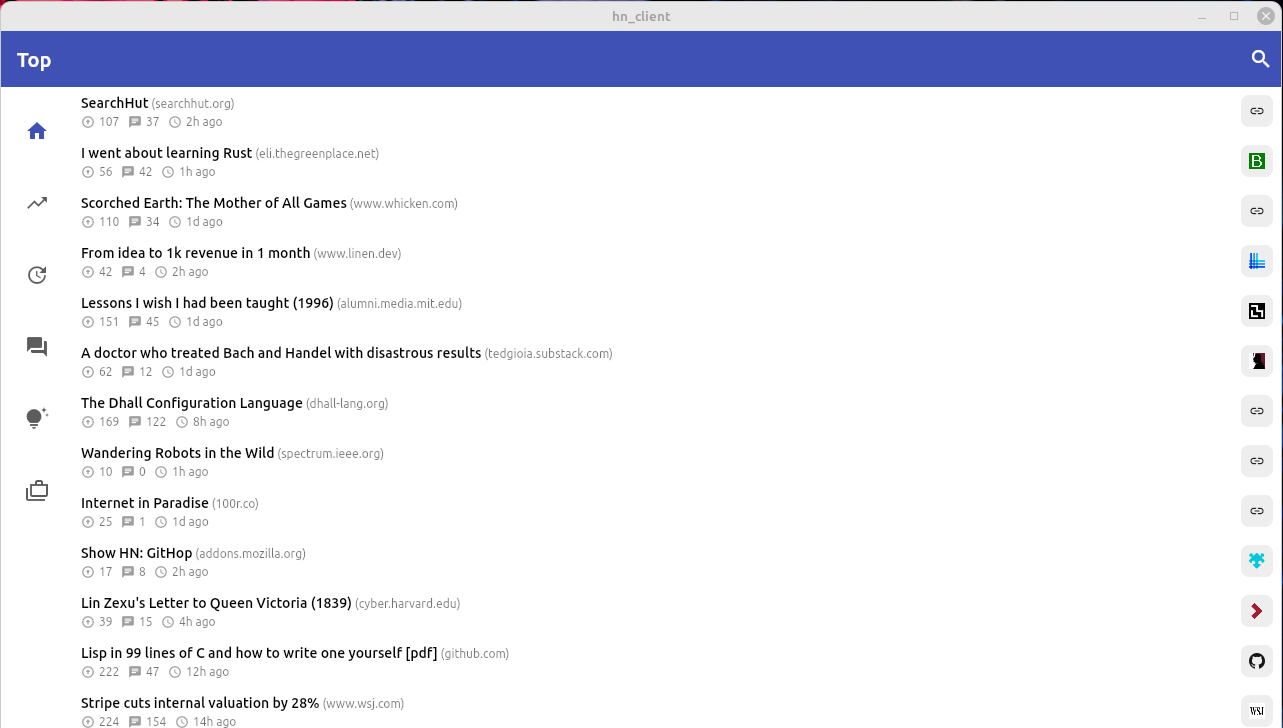 hn_client
Top
SearchHut (searchhut.org)
107 37 2h ago
I went about learning Rust (eli.thegreenplace.net)
56 42 1h ago
B
Scorched Earth: The Mother of All Games (www.whicken.com)
110 34 1d ago
From idea to 1k revenue in 1 month (www.linen.dev)
42 4 2h ago
Lessons I wish I had been taught (1996) (alumni.media.mit.edu)
151 45 1d ago
A doctor who treated Bach and Handel with disastrous results (tedgioia.substack.com)
62 12 1d ago
The Dhall Configuration Language (dhall-lang.org)
169 122 8h ago
Wandering Robots in the Wild (spectrum.ieee.org)
10 0 1h ago
Internet in Paradise (100r.co)
25 1 1d ago
Show HN: GitHop (addons.mozilla.org)
17 8 2h ago
Lin Zexu's Letter to Queen Victoria (1839) (cyber.harvard.edu)
39 15 4h ago
Lisp in 99 lines of C and how to write one yourself [pdf] (github.com)
222 47 12h ago
Stripe cuts internal valuation by 28% (www.wsj.com)
224 154 14h ago
WSJ